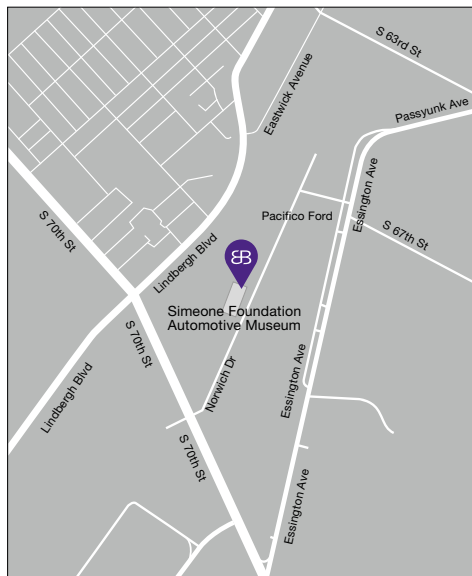 S 63rd St
Passyunk Ave
Eastwick Avenue
Essington Ave
Pacifico Ford
S 67th St
S 70th St
Lindbergh Blvd
Simeone Foundation
Automotive Museum
S 70th St
Norwich Dr
Essington Ave
Lindbergh Blvd
S 70th St
Essington Ave